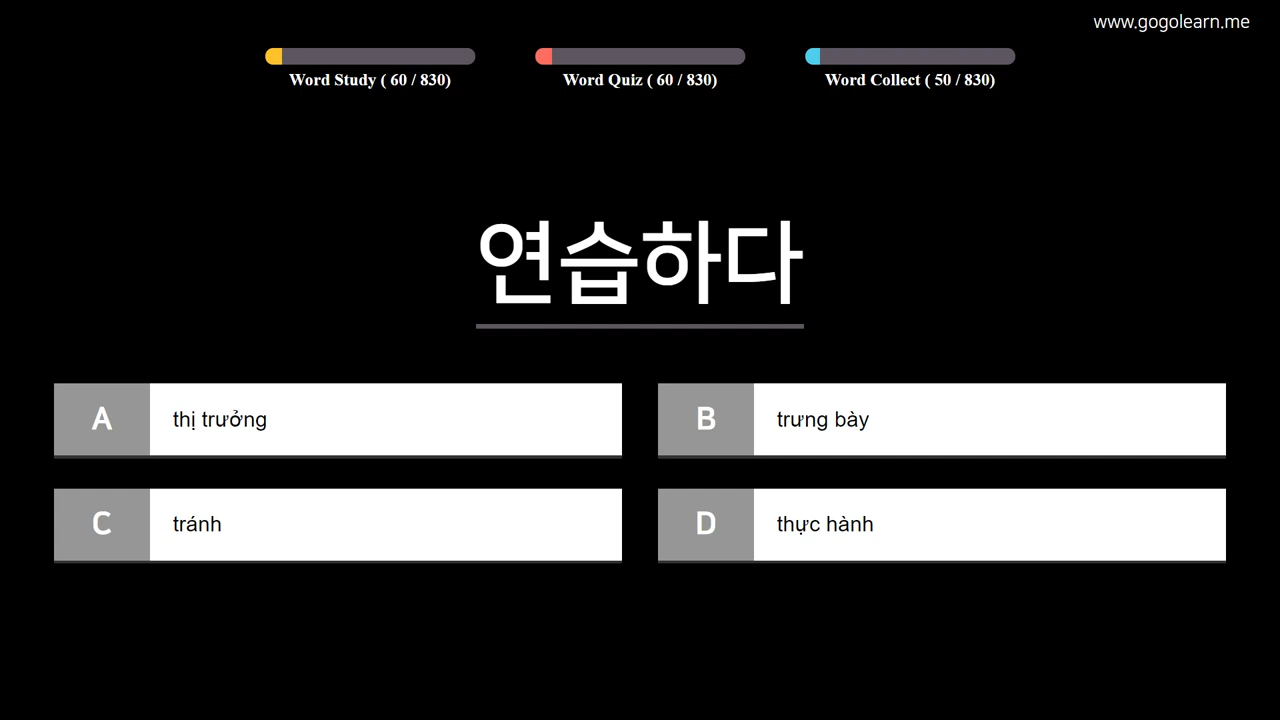 www.gogolearn.me
Word Study ( 60 / 830)
Word Quiz ( 60 / 830)
Word Collect ( 50 / 830)
연습하다
A thị trưởng
B trưng bày
C tránh
D thực hành